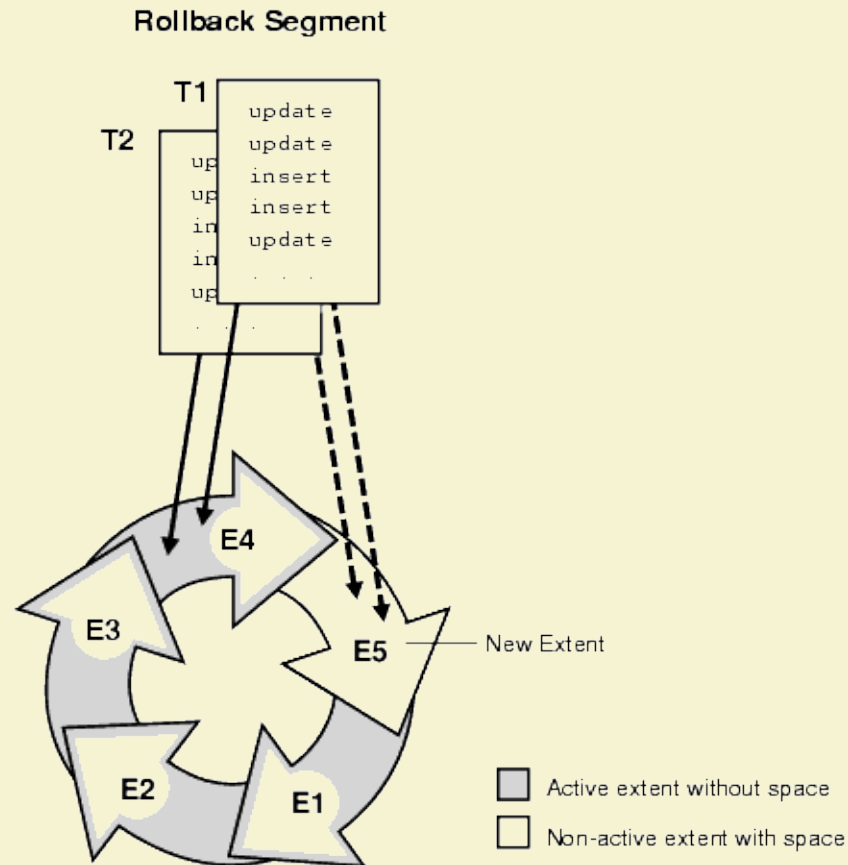 Rollback Segment
T1
update
update
insert
insert
update
. . .
T2
up
up
in
in
up
. . .
E4
E3
E5
New Extent
E2
E1
Active extent without space
Non-active extent with space